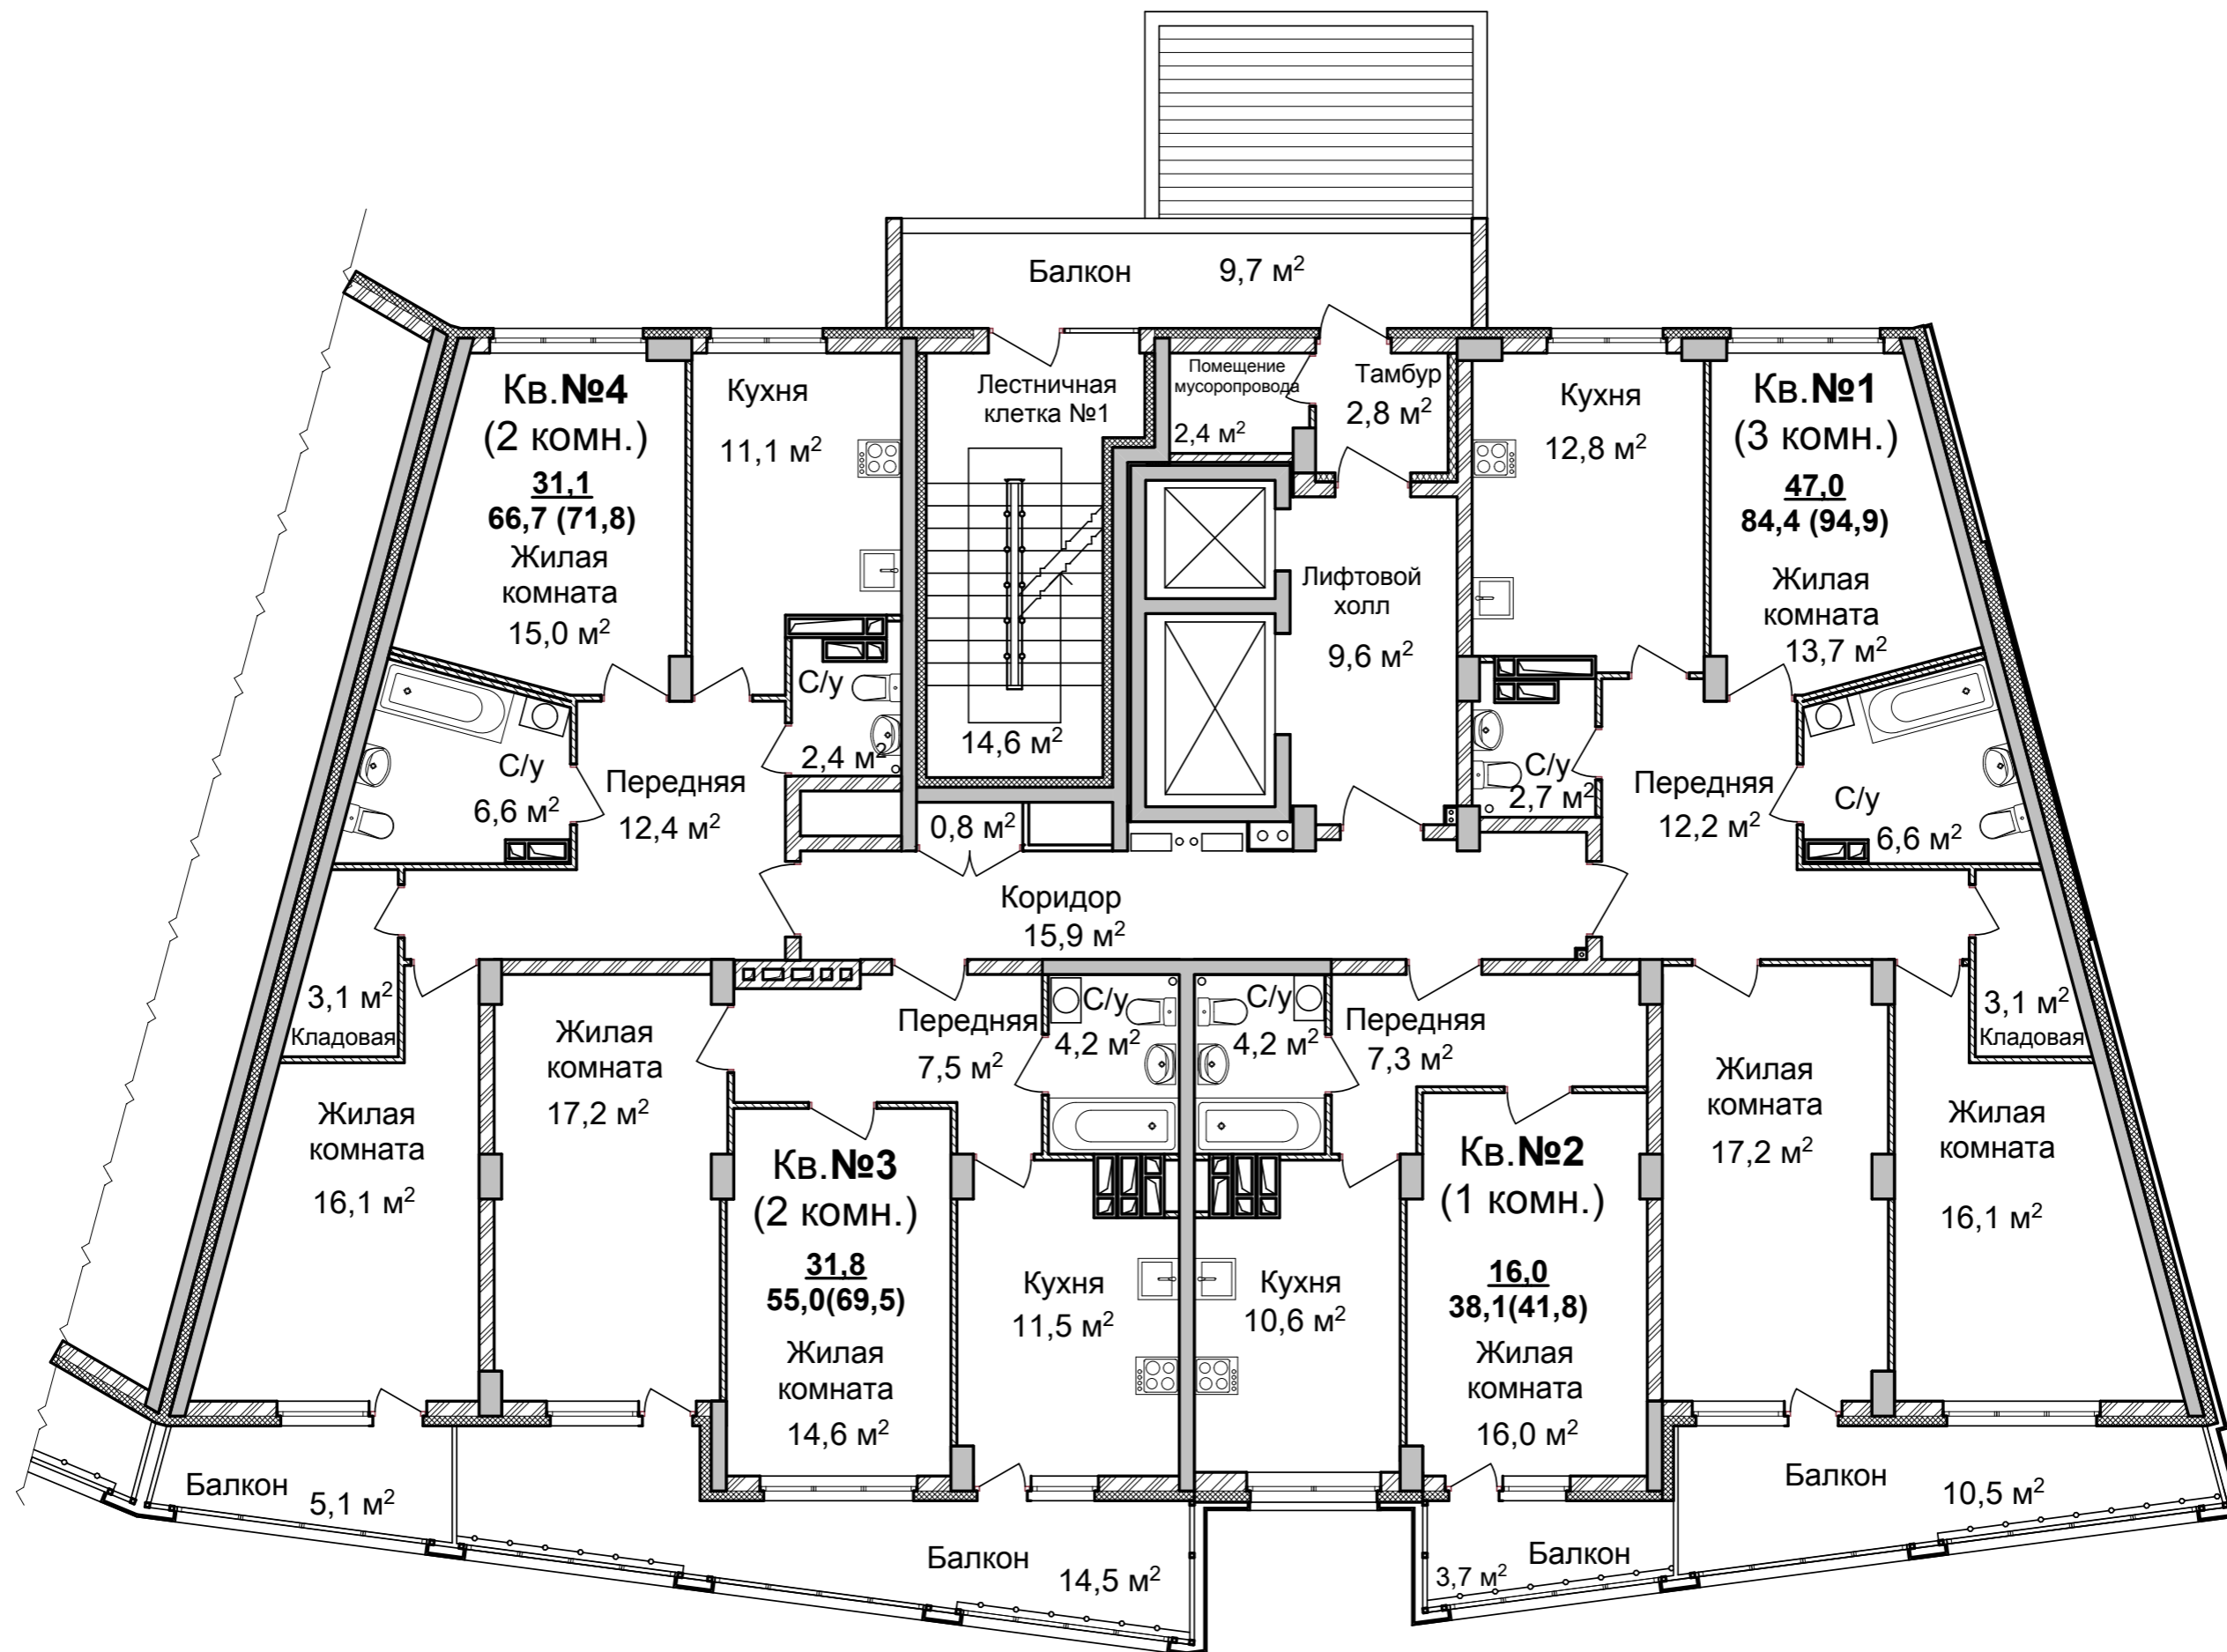 Балкон 9,7 м²
Кв.№4
(2 комн.)
31,1
66,7 (71,8)
Жилая
комната
15,0 м²
Кухня
11,1 м²
Лестничная
клетка №1
14,6 м²
Помещение
мусоропровода
2,4 м²
Тамбур
2,8 м²
Лифтовой
холл
9,6 м²
Кухня
12,8 м²
Кв.№1
(3 комн.)
47,0
84,4 (94,9)
Жилая
комната
13,7 м²
С/у
6,6 м²
Передняя
12,4 м²
С/у
2,4 м²
0,8 м²
С/у
2,7 м²
Передняя
12,2 м²
С/у
6,6 м²
Коридор
15,9 м²
3,1 м²
Кладовая
Жилая
комната
16,1 м²
Жилая
комната
17,2 м²
Передняя
7,5 м²
С/у
4,2 м²
С/у
4,2 м²
Передняя
7,3 м²
Жилая
комната
17,2 м²
3,1 м²
Кладовая
Жилая
комната
16,1 м²
Кв.№3
(2 комн.)
31,8
55,0(69,5)
Жилая
комната
14,6 м²
Кухня
11,5 м²
Кухня
10,6 м²
Кв.№2
(1 комн.)
16,0
38,1(41,8)
Жилая
комната
16,0 м²
Балкон
5,1 м²
Балкон
14,5 м²
Балкон
3,7 м²
Балкон
10,5 м²